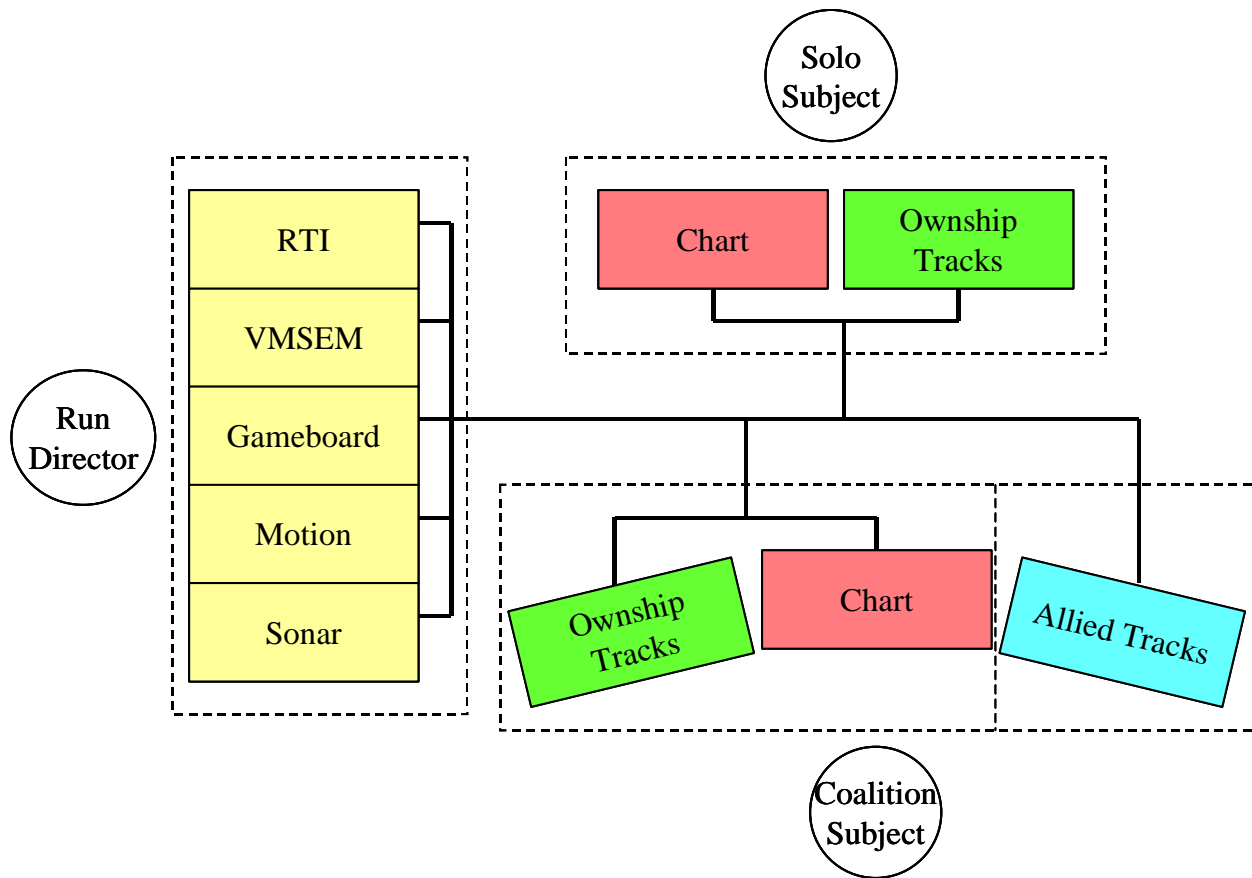 Solo
Subject
RTI
VMSEM
Gameboard
Motion
Sonar
Run
Director
Chart
Ownship
Tracks
Ownship
Tracks
Chart
Allied Tracks
Coalition
Subject